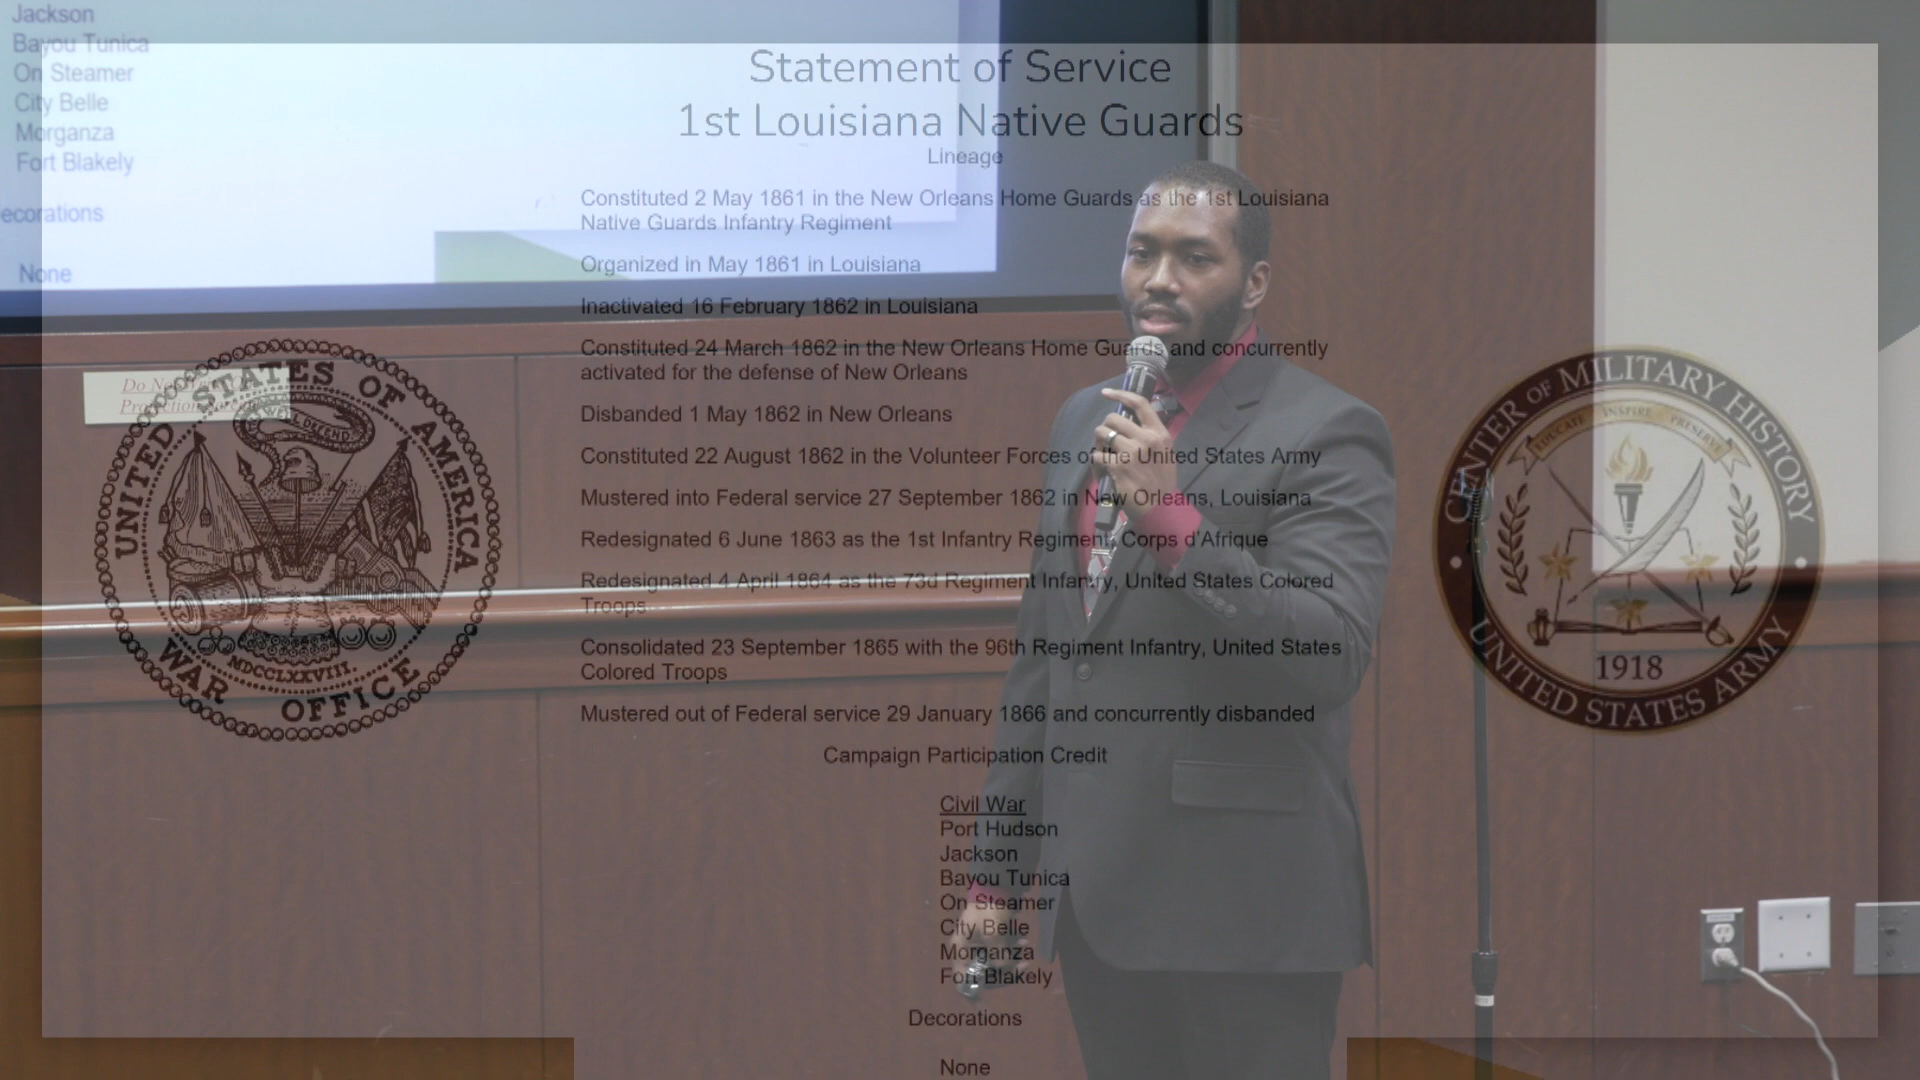 Jackson
Bayou Tunica
On Steamer
City Belle
Morganza
Fort Blakely
ecorations
None
Statement of Service
1st Louisiana Native Guards
Lineage
Constituted 2 May 1861 in the New Orleans Home Guards as the 1st Louisiana
Native Guards Infantry Regiment
Organized in May 1861 in Louisiana
Inactivated 16 February 1862 in Louisiana
Constituted 24 March 1862 in the New Orleans Home Guards and concurrently
activated for the defense of New Orleans
Disbanded 1 May 1862 in New Orleans
Constituted 22 August 1862 in the Volunteer Forces of the United States Army
Mustered into Federal service 27 September 1862 in New Orleans, Louisiana
Redesignated 6 June 1863 as the 1st Infantry Regiment, Corps d'Afrique
Redesignated 4 April 1864 as the 73d Regiment Infantry, United States Colored
Troops
Consolidated 23 September 1865 with the 96th Regiment Infantry, United States
Colored Troops
Mustered out of Federal service 29 January 1866 and concurrently disbanded
Campaign Participation Credit
Civil War
Port Hudson
Jackson
Bayou Tunica
On Steamer
City Belle
Morganza
Fort Blakely
Decorations
None
Do
UNITED STATES OF AMERICA
WE'LL DEFEND
MDCCLXXVIII.
WAR OFFICE
CENTER OF MILITARY HISTORY
EDUCATE INSPIRE PRESERVE
1918
UNITED STATES ARMY